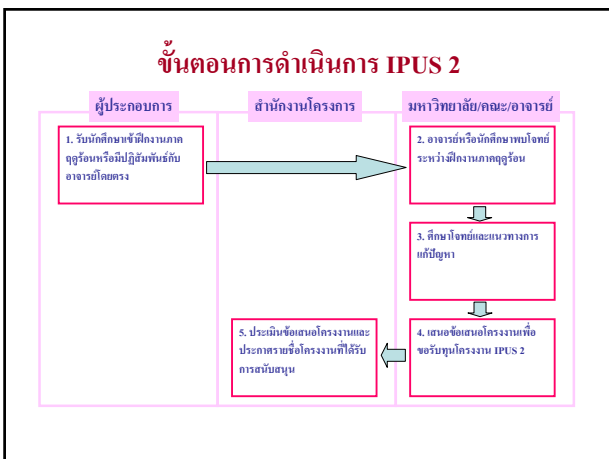 ขั้นตอนการดำเนินการ IPUS 2
ผู้ประกอบการ
สำนักงานโครงการ
มหาวิทยาลัย/คณะ/อาจารย์
1. รับนักศึกษาเข้าฝึกงานภาค
ฤดูร้อนหรือมีปฏิสัมพันธ์กับ
อาจารย์โดยตรง
2. อาจารย์หรือนักศึกษาพบโจทย์
ระหว่างฝึกงานภาคฤดูร้อน
3. ศึกษาโจทย์และแนวทางการ
แก้ปัญหา
4. เสนอข้อเสนอโครงงานเพื่อ
ขอรับทุนโครงงาน IPUS 2
5. ประเมินข้อเสนอโครงงานและ
ประกาศรายชื่อโครงงานที่ได้รับ
การสนับสนุน